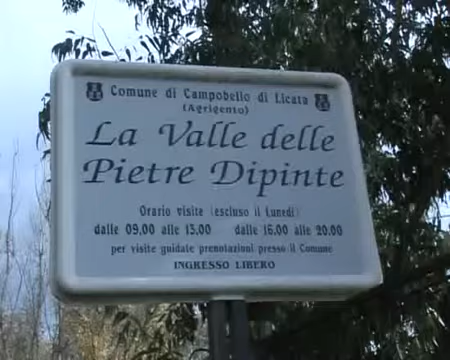 Comune di Campobello di Licata
(Agrigento)
La Valle delle
Pietre Dipinte
Orario visite (escluso il Lunedì)
dalle 09,00 alle 13,00 dalle 16,00 alle 20,00
per visite guidate prenotazioni presso il Comune
INGRESSO LIBERO